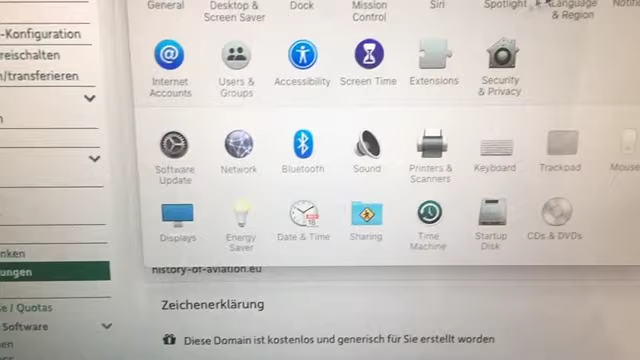 General
Desktop &
Screen Saver
Dock
Mission
Control
Siri
Spotlight
Language
& Region
-Konfiguration
reischalten
n/transferieren
Internet
Accounts
Users &
Groups
Accessibility
Screen Time
Extensions
Security
& Privacy
Software
Update
Network
Bluetooth
Sound
Printers &
Scanners
Keyboard
Trackpad
Mouse
Displays
Energy
Saver
Date & Time
Sharing
Time
Machine
Startup
Disk
CDs & DVDs
nken
ungen
history-of-aviation.eu
Zeichenerklärung
e / Quotas
Software
Diese Domain ist kostenlos und generisch für Sie erstellt worden